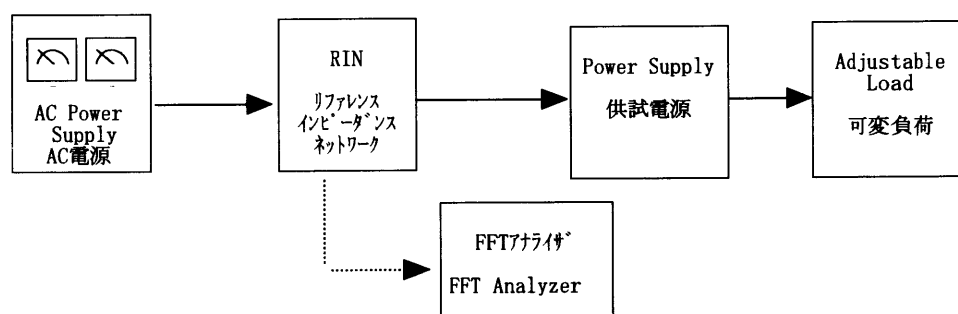 AC Power
Supply
AC電源
RIN
リファレンス
インピーダンス
ネットワーク
Power Supply
供試電源
Adjustable
Load
可変負荷
FFTアナライザ
FFT Analyzer